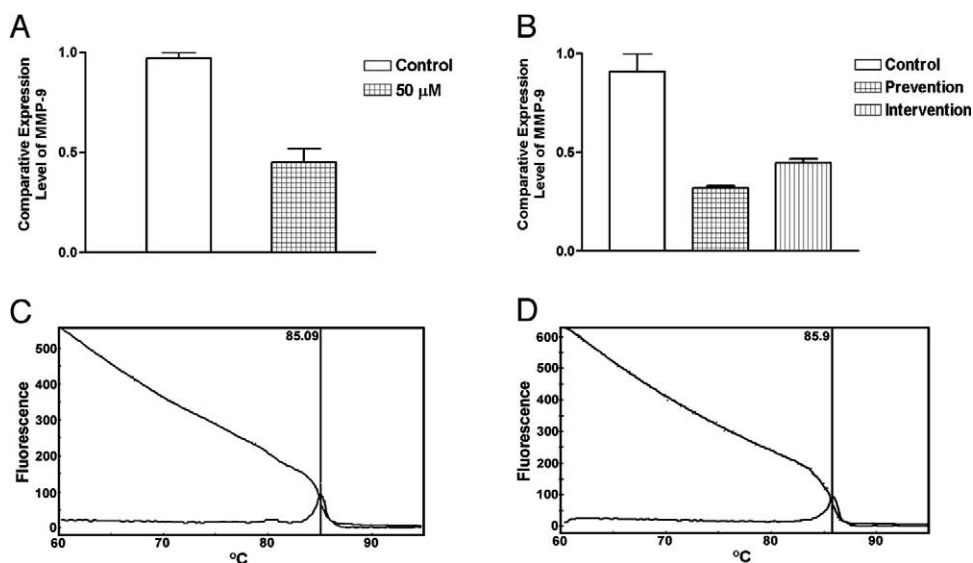 A
Comparative Expression
Level of MMP-9
1.0
0.5
0.0
Control
50 µM
B
Comparative Expression
Level of MMP-9
1.0
0.5
0.0
Control
Prevention
Intervention
C
Fluorescence
500
400
300
200
100
0
85.09
60
70
80
90
ºC
D
Fluorescence
600
500
400
300
200
100
0
85.9
60
70
80
90
ºC